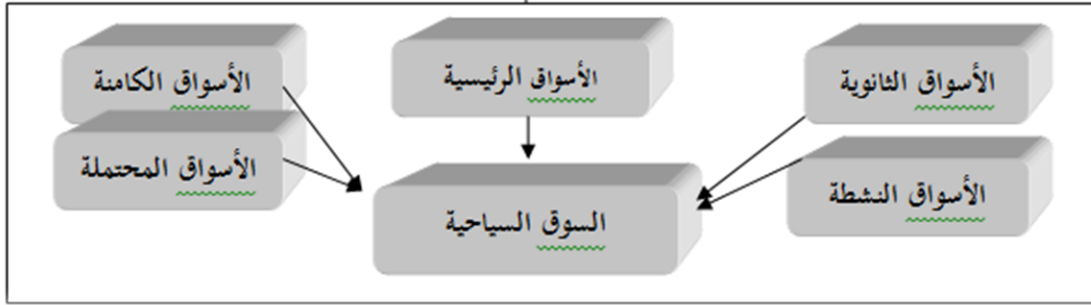 الأسواق الثانوية
الأسواق الرئيسية
الأسواق الكامنة
الأسواق النشطة
الأسواق المحتملة
السوق السياحية